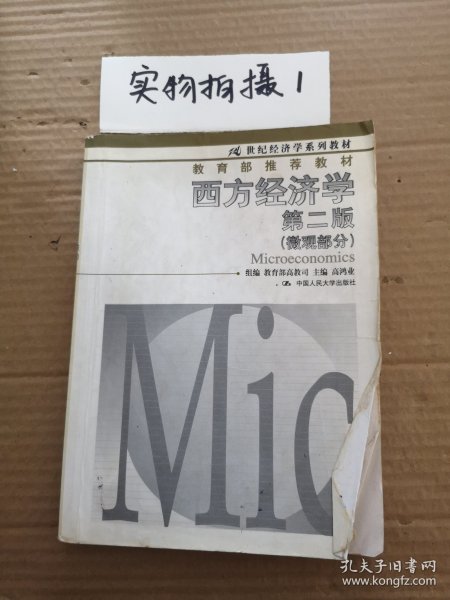 实物拍摄1
21世纪经济学系列教材
教育部推荐教材
西方经济学
第二版
(微观部分)
Microeconomics
组编 教育部高教司 主编 高鸿业
中国人民大学出版社
Mic
孔夫子旧书网
www.kongfz.com